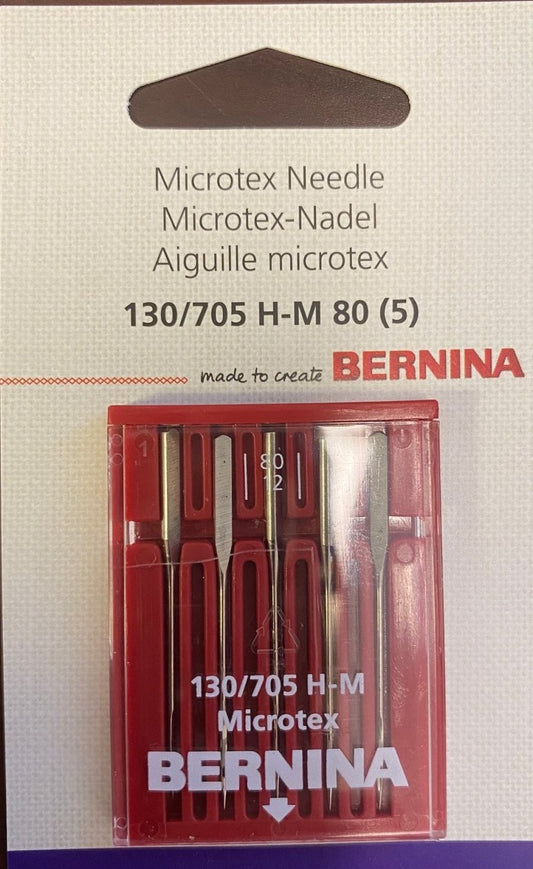 Microtex Needle
Microtex-Nadel
Aiguille microtex
130/705 H-M 80 (5)
made to create BERNINA
1
80
12
130/705 H-M
Microtex
BERNINA